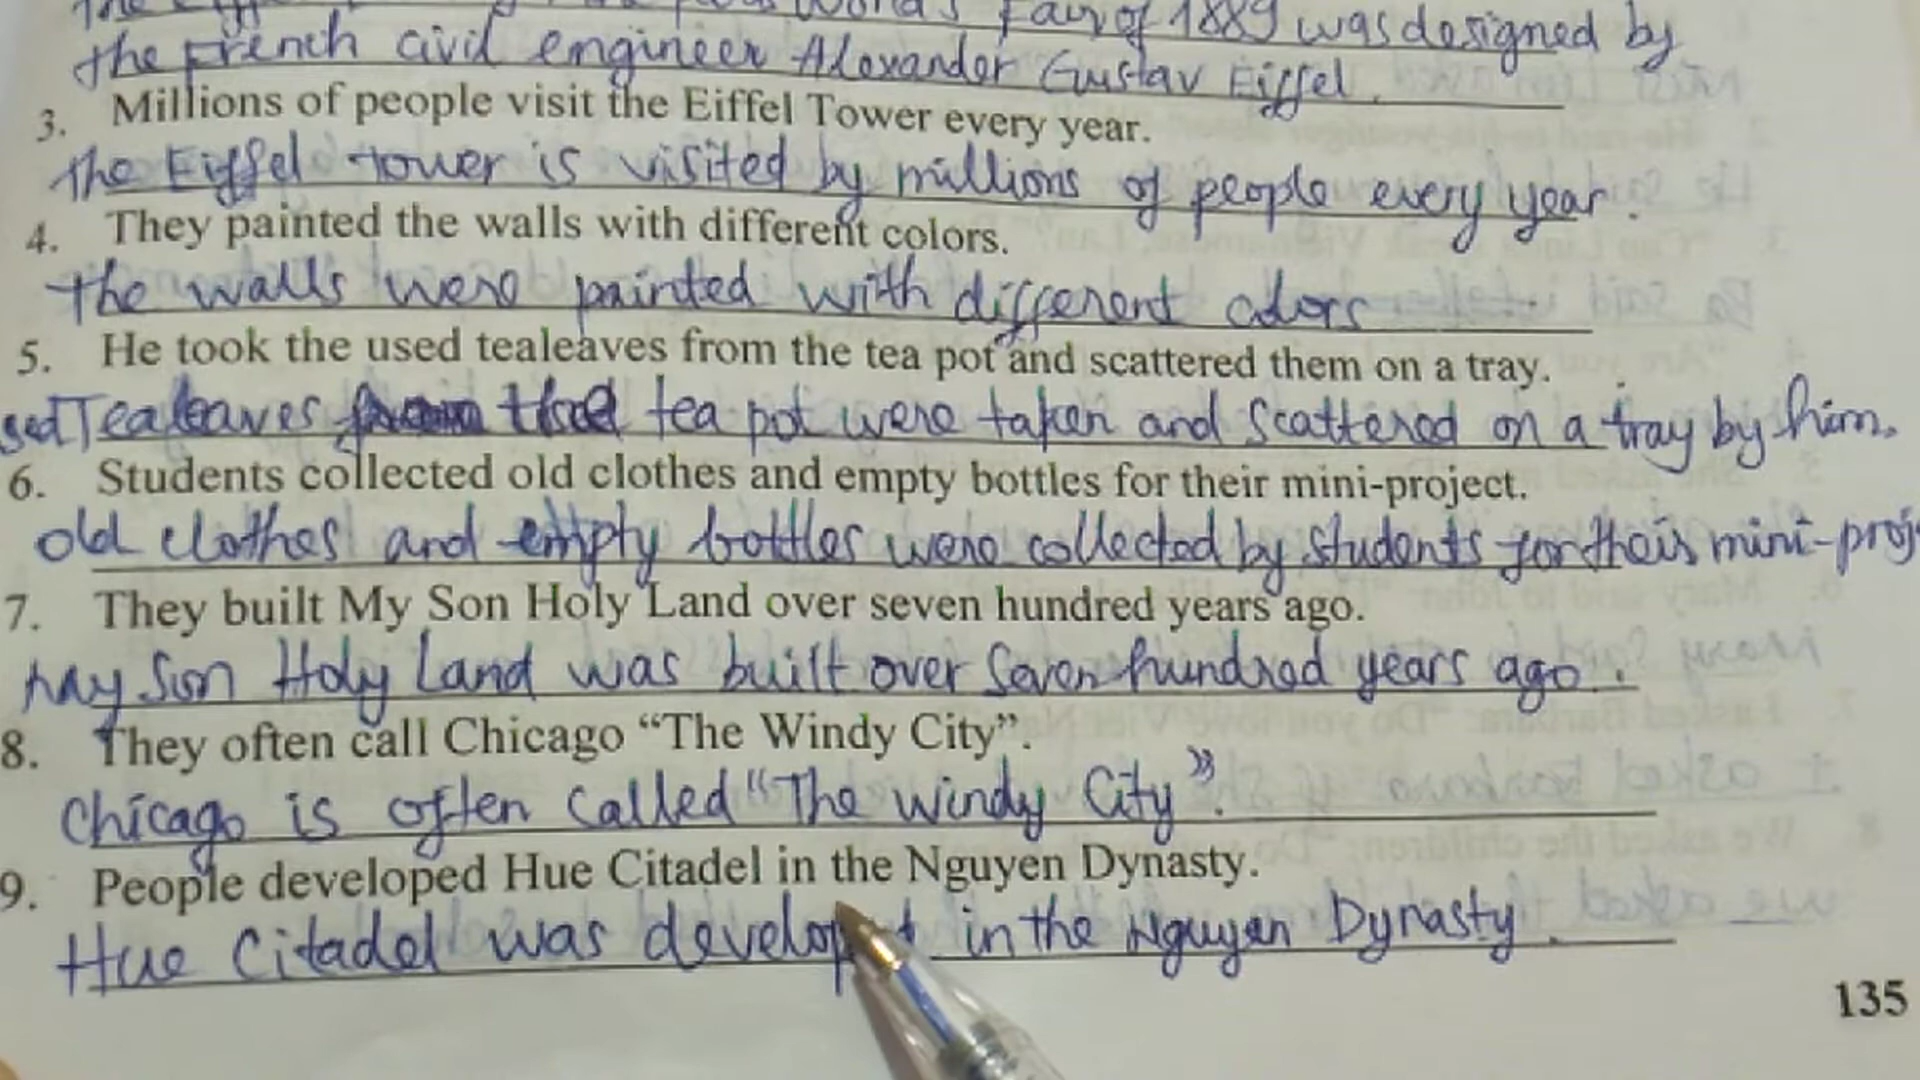 Fair of 1889 was designed by
the French civil engineer Alexander Gustav Eiffel.
3. Millions of people visit the Eiffel Tower every year.
The Eiffel tower is visited by millions of people every year.
4. They painted the walls with different colors.
the walls were painted with different colors
5. He took the used tealeaves from the tea pot and scattered them on a tray.
sed Tealeaves tea pot were taken and scattered on a tray by him.
6. Students collected old clothes and empty bottles for their mini-project.
old clothes and empty bottles were collected by students for their mini-proj
7. They built My Son Holy Land over seven hundred years ago.
may Son Holy Land was built over seven hundred years ago.
8. They often call Chicago “The Windy City”.
Chicago is often called "The Windy City".
9. People developed Hue Citadel in the Nguyen Dynasty.
Hue Citadel was in the Nguyen Dynasty.
135